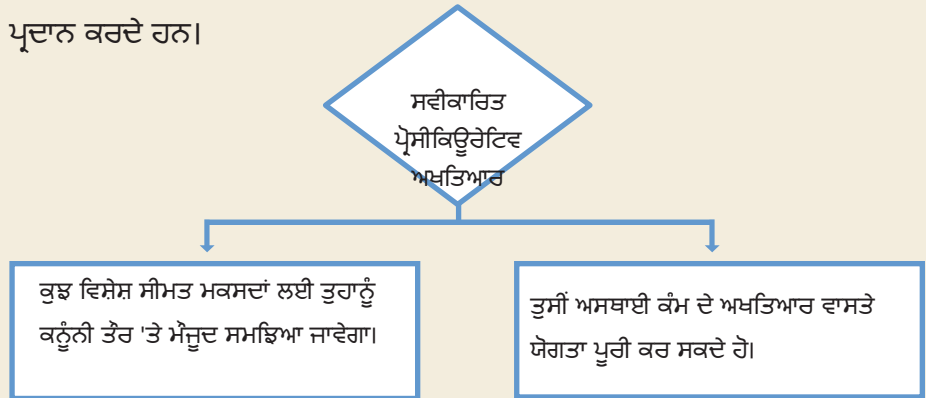 ਪ੍ਰਦਾਨ ਕਰਦੇ ਹਨ।
ਸਵੀਕਾਰਿਤ
ਪ੍ਰੋਸੀਕਿਊਰੇਟਿਵ
ਅਖਤਿਆਰ
ਕੁਝ ਵਿਸ਼ੇਸ਼ ਸੀਮਤ ਮਕਸਦਾਂ ਲਈ ਤੁਹਾਨੂੰ
ਕਨੂੰਨੀ ਤੌਰ 'ਤੇ ਮੌਜੂਦ ਸਮਝਿਆ ਜਾਵੇਗਾ।
ਤੁਸੀਂ ਅਸਥਾਈ ਕੰਮ ਦੇ ਅਖਤਿਆਰ ਵਾਸਤੇ
ਯੋਗਤਾ ਪੂਰੀ ਕਰ ਸਕਦੇ ਹੋ।